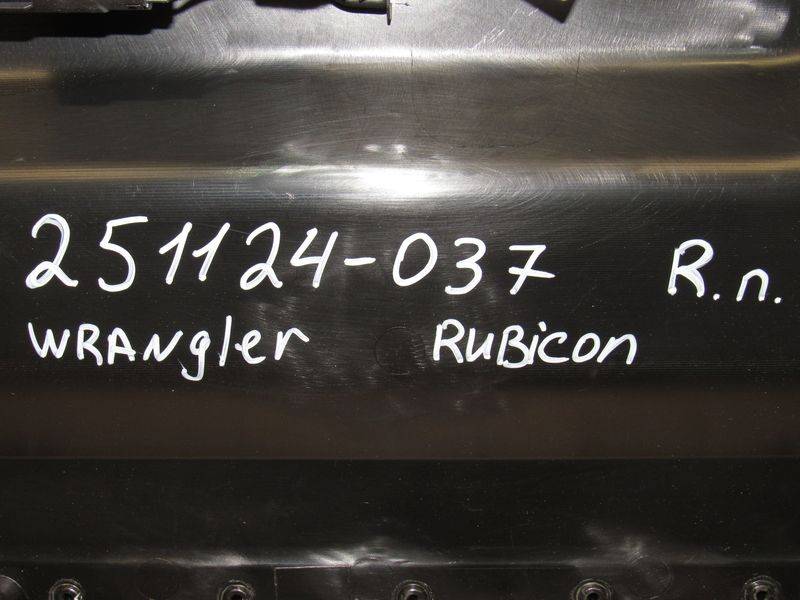 251124-037 R.n.
WRANgler RUBicon